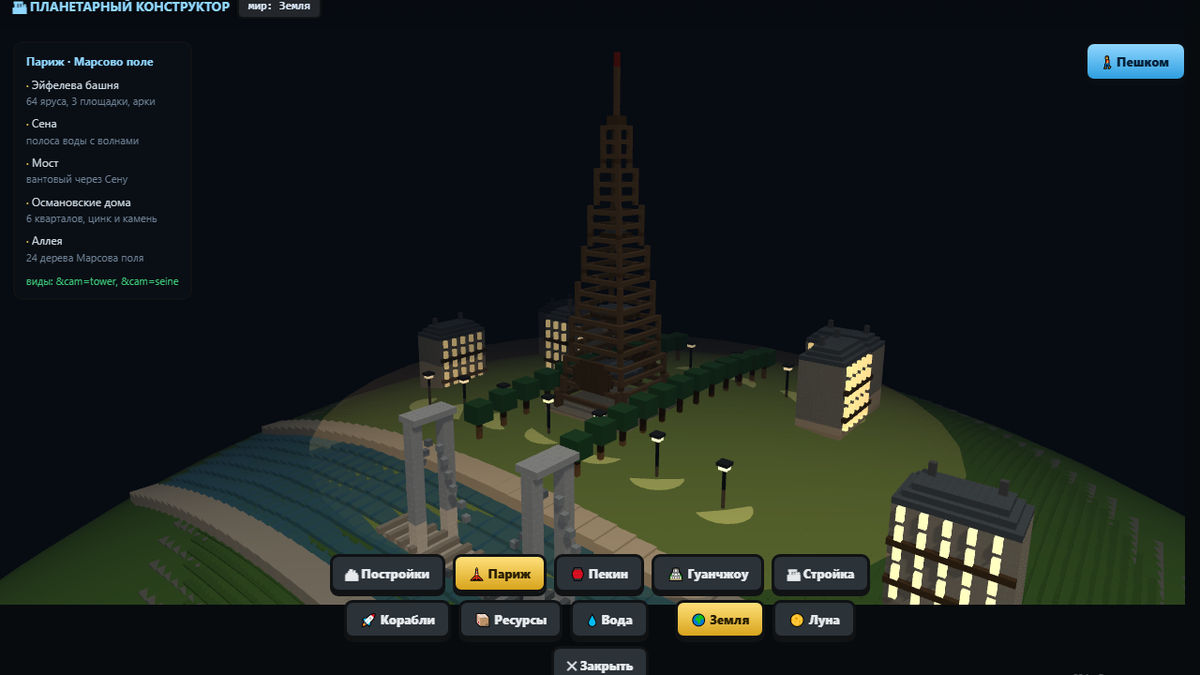 ПЛАНЕТАРНЫЙ КОНСТРУКТОР
мир: Земля
Париж · Марсово поле
· Эйфелева башня
64 яруса, 3 площадки, арки
· Сена
полоса воды с волнами
· Мост
вантовый через Сену
· Османовские дома
6 кварталов, цинк и камень
· Аллея
24 дерева Марсова поля
виды: &cam=tower, &cam=seine
Пешком
Постройки
Париж
Пекин
Гуанчжоу
Стройка
Корабли
Ресурсы
Вода
Земля
Луна
Закрыть